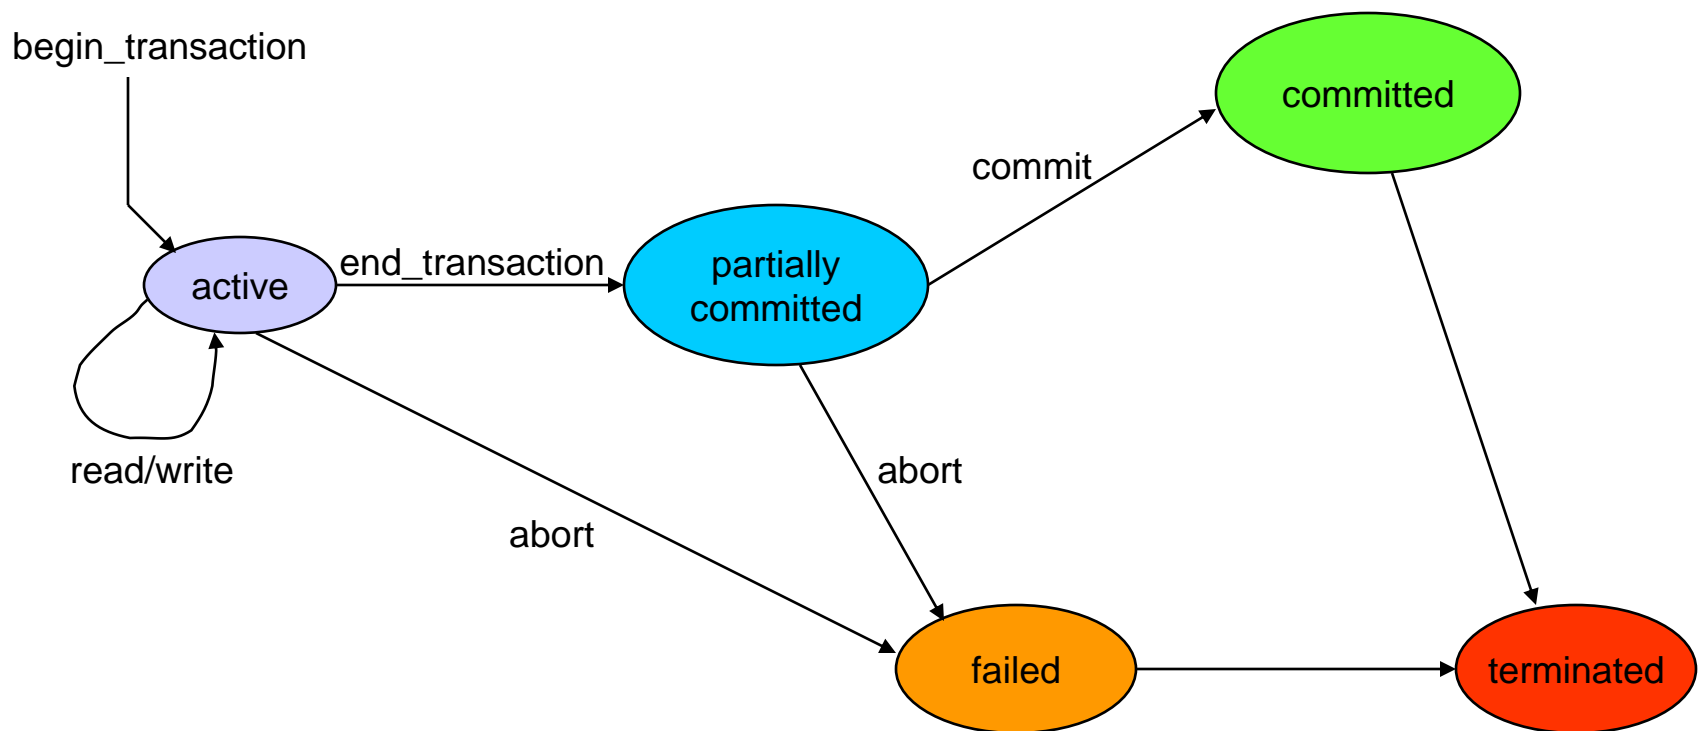 begin_transaction
committed
commit
end_transaction
partially
committed
active
read/write
abort
abort
failed
terminated